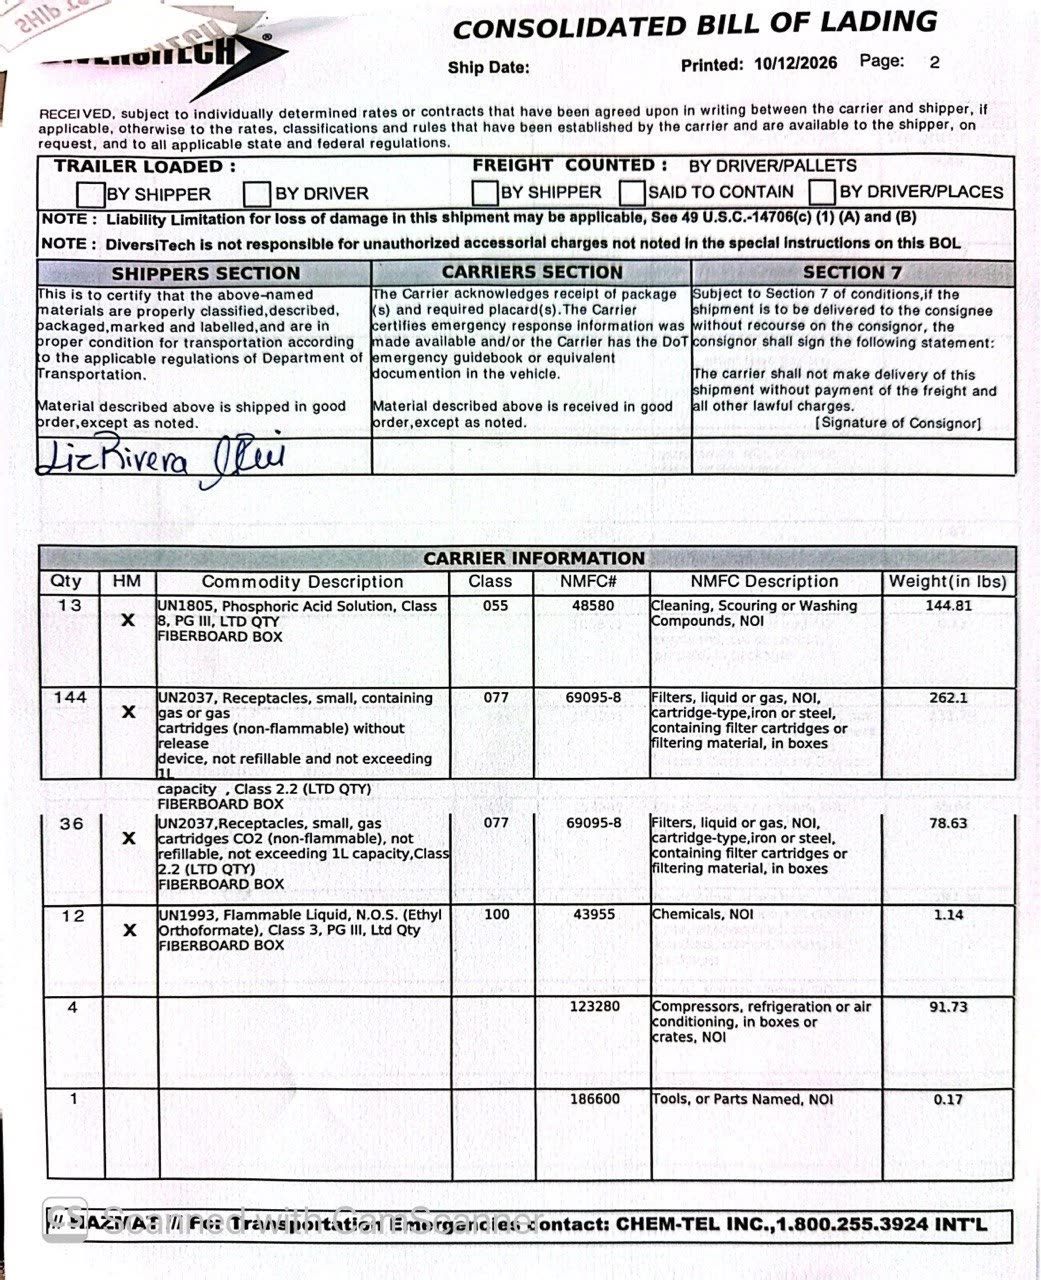 SHIP TO
DIVERSITECH
CONSOLIDATED BILL OF LADING
Ship Date: Printed: 10/12/2026 Page: 2
RECEIVED, subject to individually determined rates or contracts that have been agreed upon in writing between the carrier and shipper, if
applicable, otherwise to the rates, classifications and rules that have been established by the carrier and are available to the shipper, on
request, and to all applicable state and federal regulations.
TRAILER LOADED : FREIGHT COUNTED : BY DRIVER/PALLETS
BY SHIPPER BY DRIVER BY SHIPPER SAID TO CONTAIN BY DRIVER/PLACES
NOTE : Liability Limitation for loss of damage in this shipment may be applicable, See 49 U.S.C.-14706(c) (1) (A) and (B)
NOTE : DiversiTech is not responsible for unauthorized accessorial charges not noted in the special instructions on this BOL
SHIPPERS SECTION
This is to certify that the above-named
materials are properly classified,described,
packaged,marked and labelled,and are in
proper condition for transportation according
to the applicable regulations of Department of
Transportation.
Material described above is shipped in good
order,except as noted.
Liz Rivera
CARRIERS SECTION
The Carrier acknowledges receipt of package
(s) and required placard(s).The Carrier
certifies emergency response Information was
made available and/or the Carrier has the DoT
emergency guidebook or equivalent
documention in the vehicle.
Material described above is received in good
order,except as noted.
SECTION 7
Subject to Section 7 of conditions,if the
shipment is to be delivered to the consignee
without recourse on the consignor, the
consignor shall sign the following statement:
The carrier shall not make delivery of this
shipment without payment of the freight and
all other lawful charges.
[Signature of Consignor]
CARRIER INFORMATION
Qty HM Commodity Description Class NMFC# NMFC Description Weight(in lbs)
13 X UN1805, Phosphoric Acid Solution, Class 055 48580 Cleaning, Scouring or Washing 144.81
8, PG III, LTD QTY Compounds, NOI
FIBERBOARD BOX
144 X UN2037, Receptacles, small, containing 077 69095-8 Filters, liquid or gas, NOI, 262.1
gas or gas cartridge-type,iron or steel,
cartridges (non-flammable) without containing filter cartridges or
release filtering material, in boxes
device, not refillable and not exceeding
1L
capacity , Class 2.2 (LTD QTY)
FIBERBOARD BOX
36 X UN2037,Receptacles, small, gas 077 69095-8 Filters, liquid or gas, NOI, 78.63
cartridges CO2 (non-flammable), not cartridge-type,iron or steel,
refillable, not exceeding 1L capacity,Class containing filter cartridges or
2.2 (LTD QTY) filtering material, in boxes
FIBERBOARD BOX
12 X UN1993, Flammable Liquid, N.O.S. (Ethyl 100 43955 Chemicals, NOI 1.14
Orthoformate), Class 3, PG III, Ltd Qty
FIBERBOARD BOX
4 123280 Compressors, refrigeration or air 91.73
conditioning, in boxes or
crates, NOI
1 186600 Tools, or Parts Named, NOI 0.17
// HAZMAT // For Transportation Emergencies contact: CHEM-TEL INC.,1.800.255.3924 INT'L
CS Scanned with CamScanner